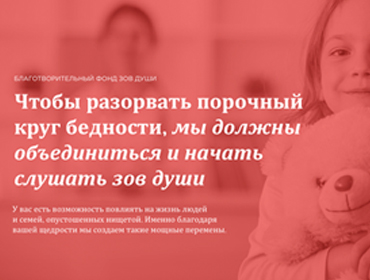 БЛАГОТВОРИТЕЛЬНЫЙ ФОНД ЗОВ ДУШИ
Чтобы разорвать порочный
круг бедности, мы должны
объединиться и начать
слушать зов души
У вас есть возможность повлиять на жизнь людей
и семей, опустошенных нищетой. Именно благодаря
вашей щедрости мы создаем такие мощные перемены.